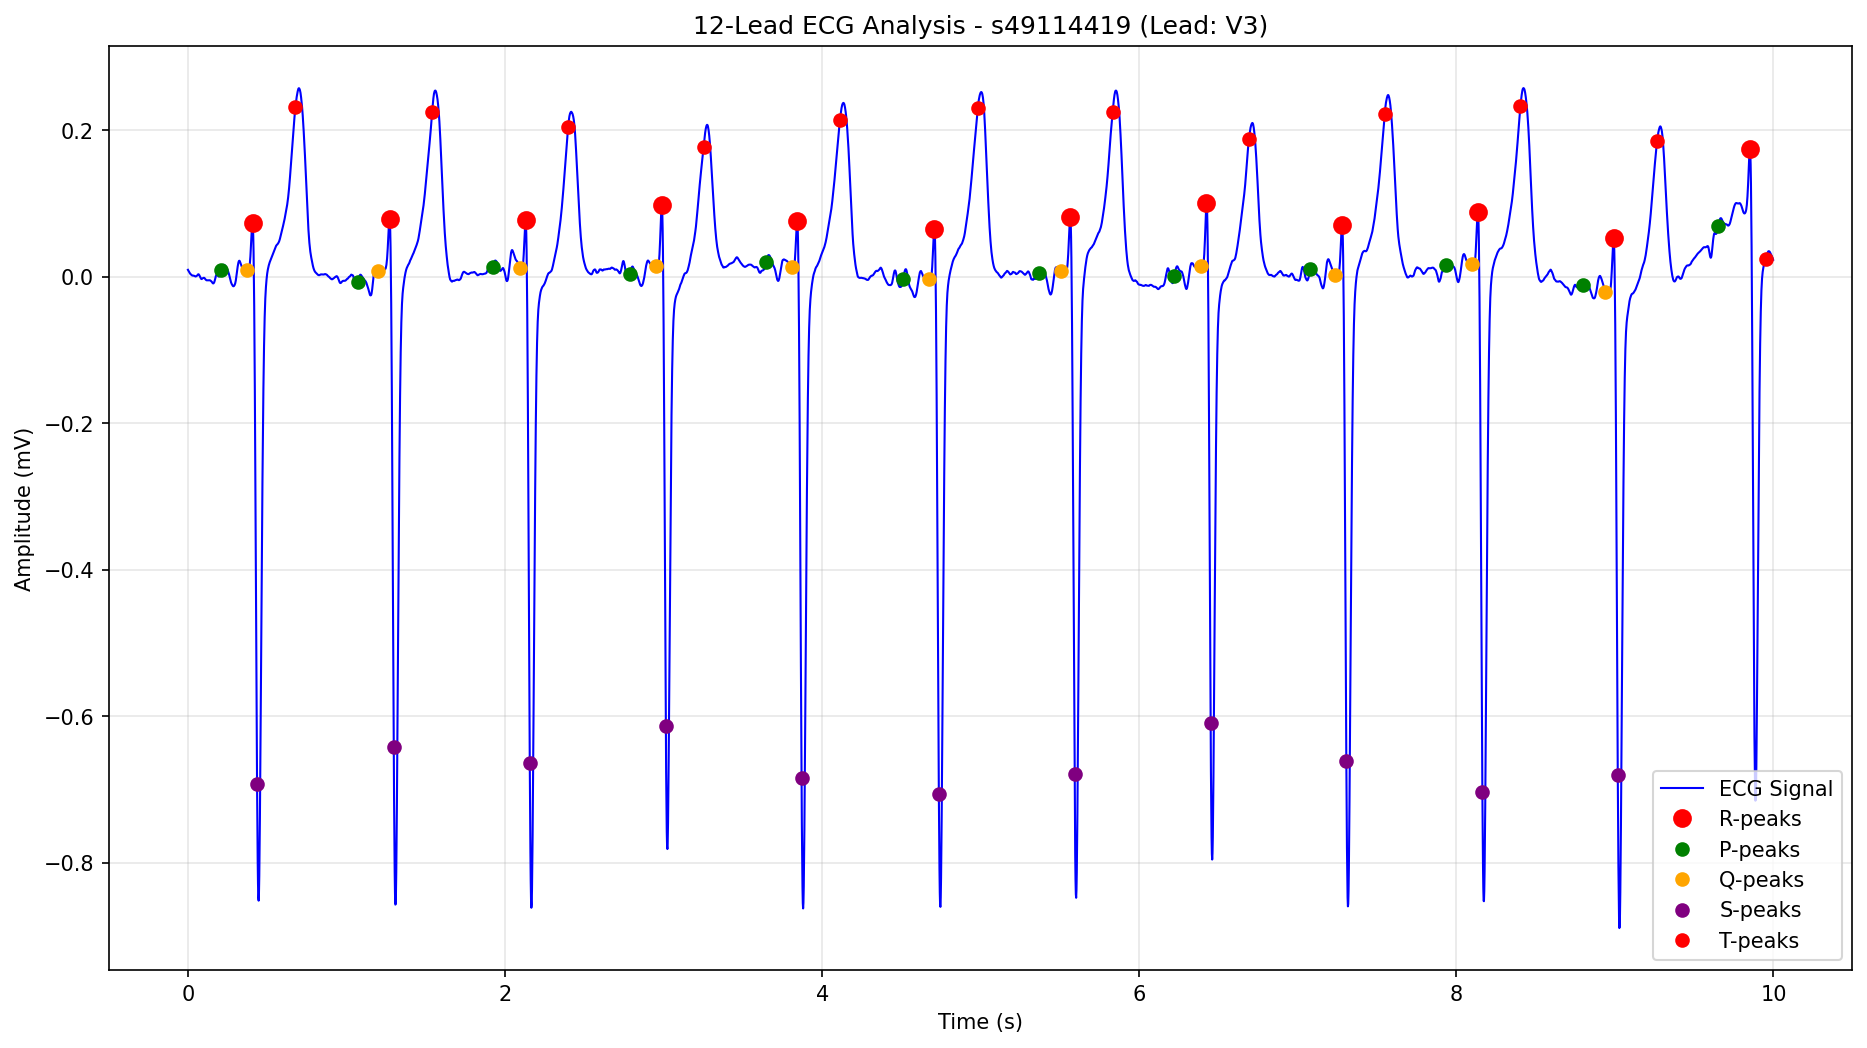 12-Lead ECG Analysis - s49114419 (Lead: V3)
Amplitude (mV)
0.2
0.0
−0.2
−0.4
−0.6
−0.8
ECG Signal
R-peaks
P-peaks
Q-peaks
S-peaks
T-peaks
0
2
4
6
8
10
Time (s)